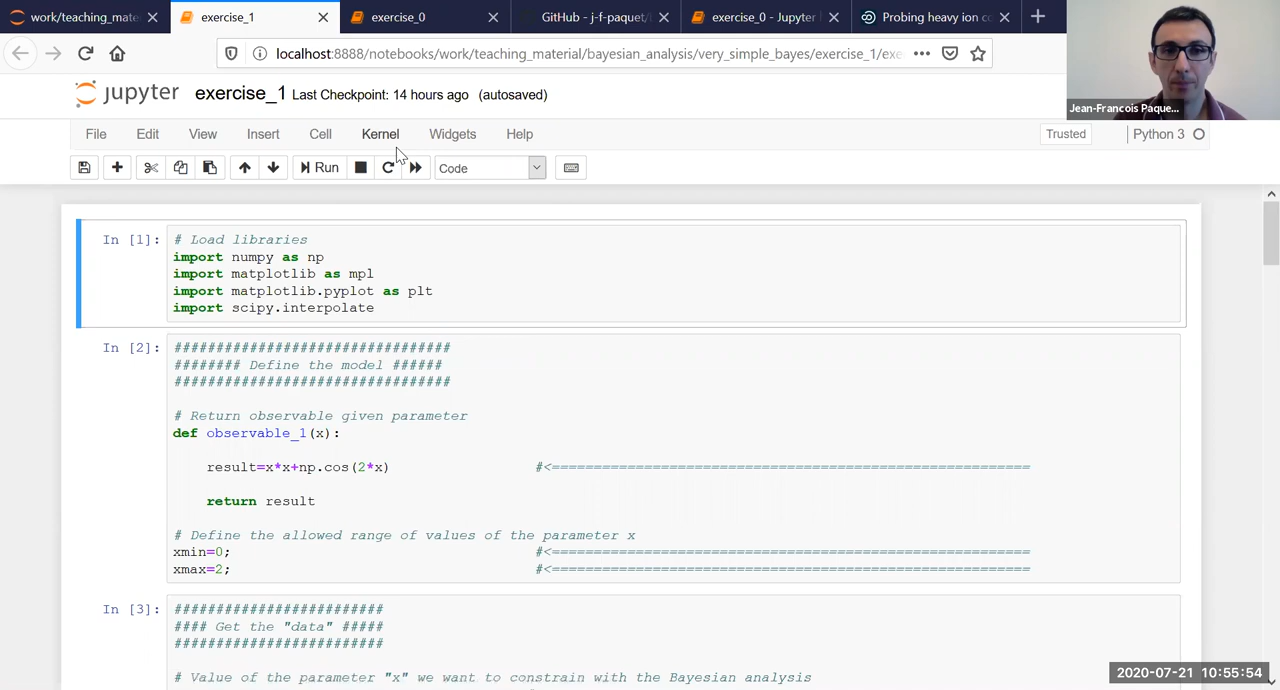 work/teaching_mate
exercise_1
exercise_0
GitHub - j-f-paquet/
exercise_0 - Jupyter
Probing heavy ion co
localhost:8888/notebooks/work/teaching_material/bayesian_analysis/very_simple_bayes/exercise_1/exe
jupyter exercise_1 Last Checkpoint: 14 hours ago (autosaved)
Jean-Francois Paque...
File Edit View Insert Cell Kernel Widgets Help
Trusted
Python 3
Run
Code
In [1]:
# Load libraries
import numpy as np
import matplotlib as mpl
import matplotlib.pyplot as plt
import scipy.interpolate
In [2]:
#################################
######## Define the model ######
#################################
# Return observable given parameter
def observable_1(x):
result=x*x+np.cos(2*x) #<=========================================================
return result
# Define the allowed range of values of the parameter x
xmin=0; #<=========================================================
xmax=2; #<=========================================================
In [3]:
#########################
#### Get the "data" #####
#########################
# Value of the parameter "x" we want to constrain with the Bayesian analysis
2020-07-21 10:55:54